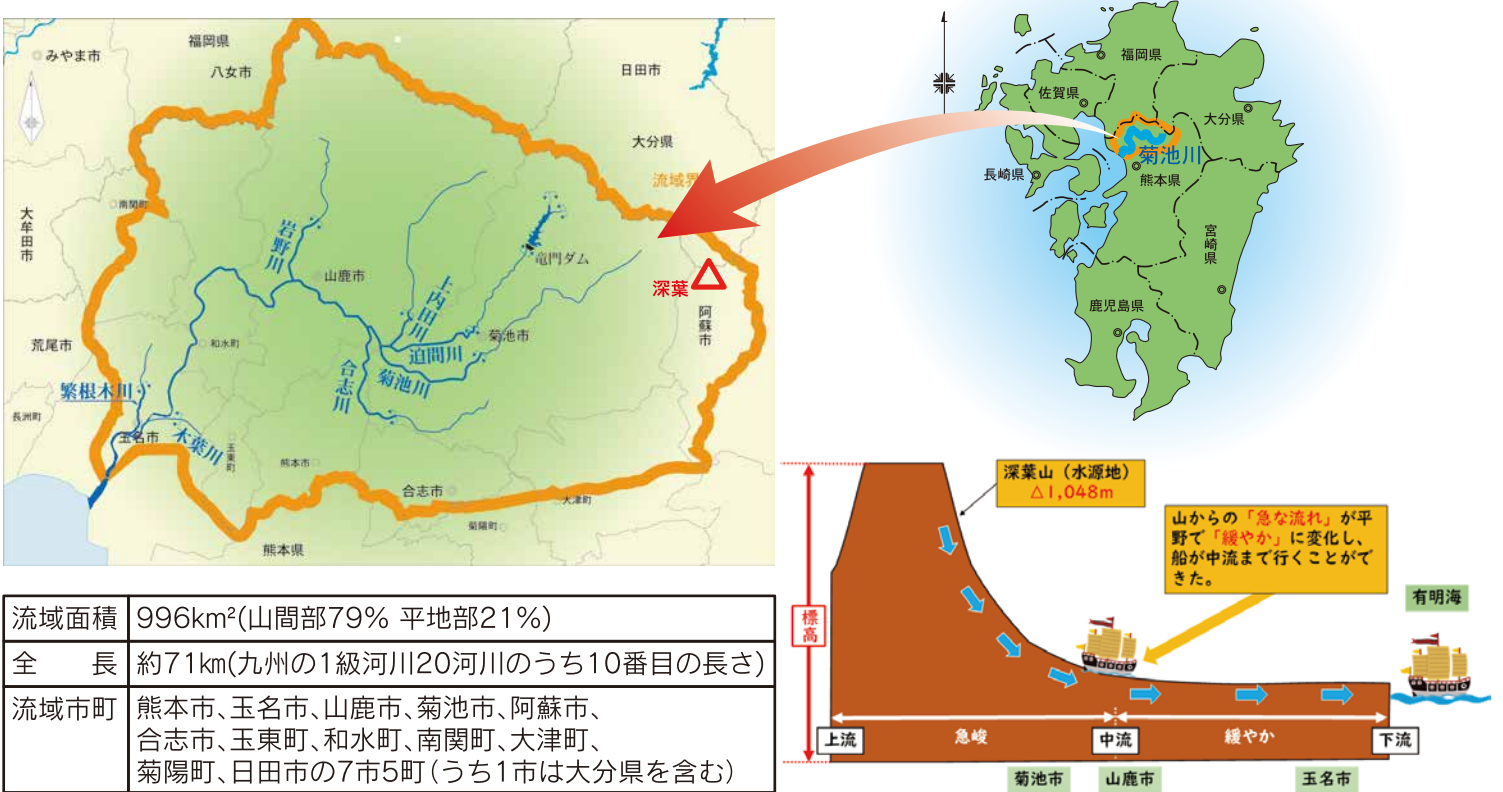 福岡県
みやま市
八女市
日田市
大分県
流域界
南関町
大牟田市
岩野川
山鹿市
竜門ダム
上内田川
深葉
阿蘇市
菊池市
荒尾市
和水町
迫間川
菊池川
合志川
繁根木川
長洲町
玉名市
木葉川
玉東町
熊本市
合志市
大津町
菊陽町
熊本県
福岡県
佐賀県
大分県
菊池川
長崎県
熊本県
宮崎県
鹿児島県
流域面積 996km²(山間部79% 平地部21%)
全 長 約71km(九州の1級河川20河川のうち10番目の長さ)
流域市町 熊本市、玉名市、山鹿市、菊池市、阿蘇市、
合志市、玉東町、和水町、南関町、大津町、
菊陽町、日田市の7市5町(うち1市は大分県を含む)
深葉山(水源地)
△1,048m
山からの「急な流れ」が平
野で「緩やか」に変化し、
船が中流まで行くことがで
きた。
有明海
標高
上流
急峻
中流
緩やか
下流
菊池市
山鹿市
玉名市